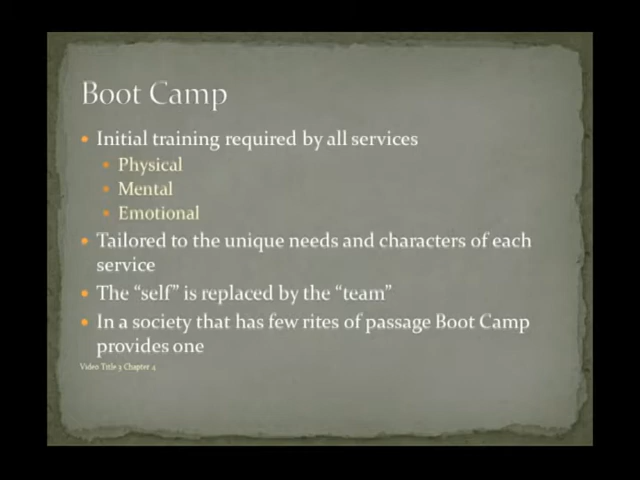 Boot Camp
Initial training required by all services
Physical
Mental
Emotional
Tailored to the unique needs and characters of each
service
The “self” is replaced by the “team”
In a society that has few rites of passage Boot Camp
provides one
Video Title 3 Chapter 4